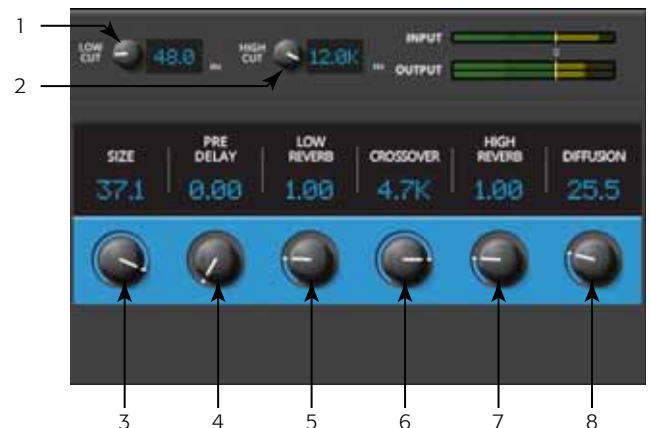 1
LOW CUT 48.0 HIGH CUT 12.0K INPUT
0
OUTPUT
2
SIZE PRE DELAY LOW REVERB CROSSOVER HIGH REVERB DIFFUSION
37.1 0.00 1.00 4.7K 1.00 25.5
3 4 5 6 7 8